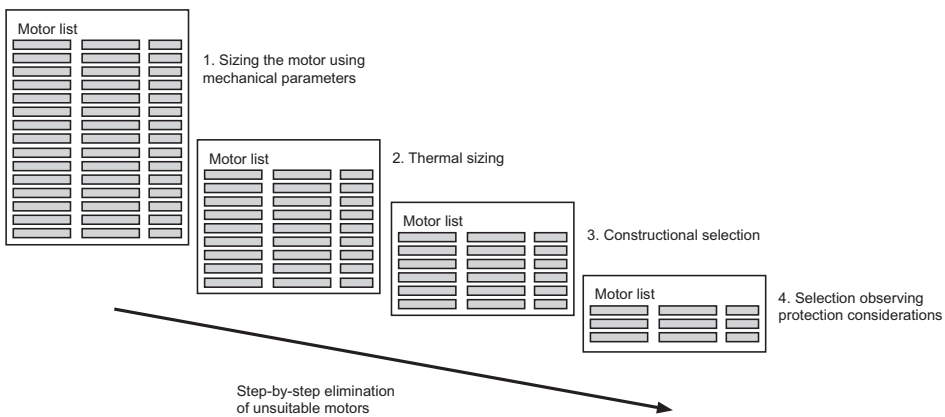 Motor list
1. Sizing the motor using
mechanical parameters
Motor list
2. Thermal sizing
Motor list
3. Constructional selection
Motor list
4. Selection observing
protection considerations
Step-by-step elimination
of unsuitable motors